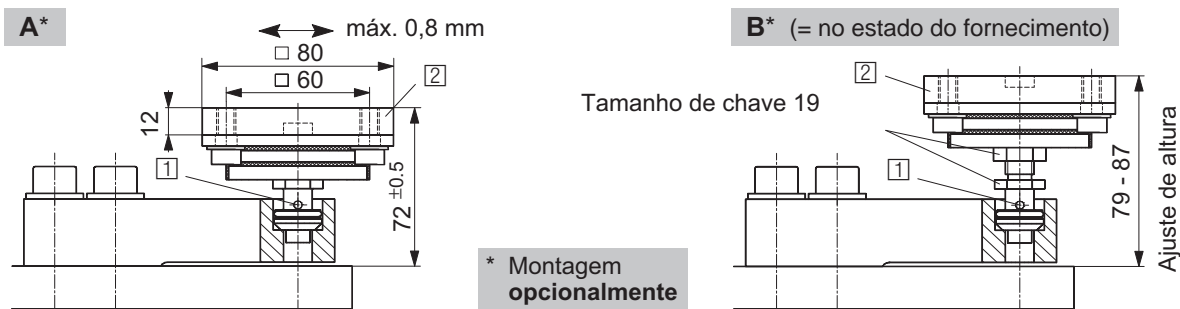 A*
máx. 0,8 mm
□ 80
□ 60
2
12
1
72 ±0.5
* Montagem
opcionalmente
B* (= no estado do fornecimento)
2
Tamanho de chave 19
1
79 - 87
Ajuste de altura